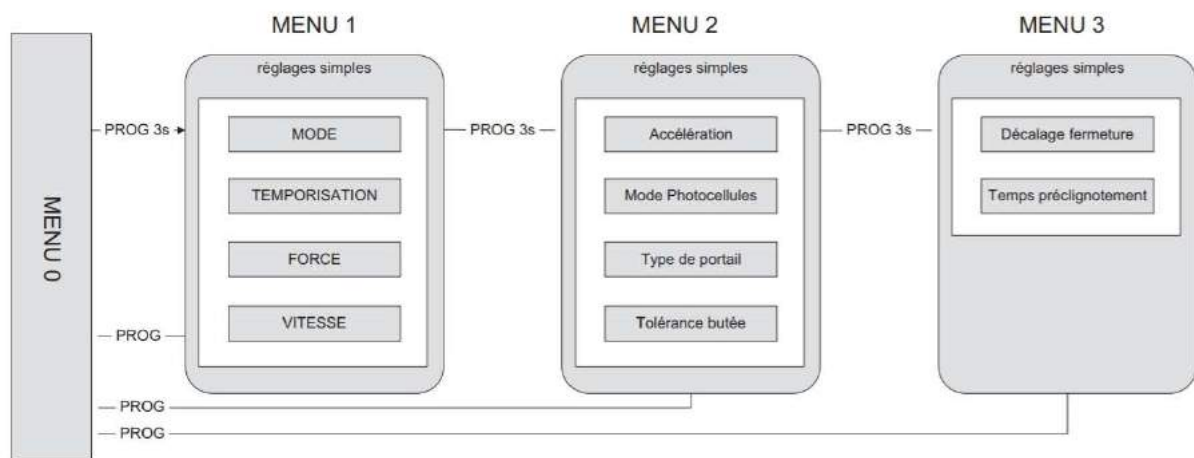 MENU 1
MENU 2
MENU 3
réglages simples
réglages simples
réglages simples
PROG 3s
MODE
PROG 3s
Accélération
PROG 3s
Décalage fermeture
TEMPORISATION
Mode Photocellules
Temps préclignotement
MENU 0
FORCE
Type de portail
PROG
VITESSE
Tolérance butée
PROG
PROG